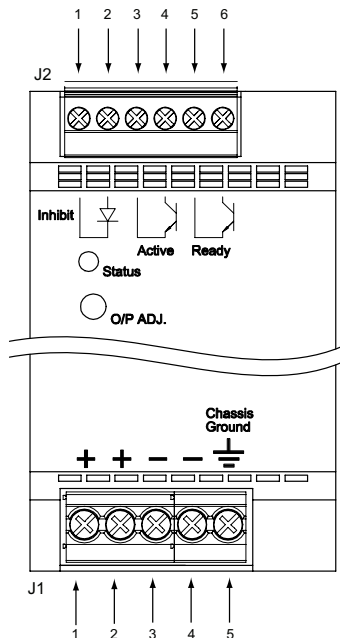 1 2 3 4 5 6
J2
Inhibit
Active Ready
Status
O/P ADJ.
Chassis
Ground
+ + − −
J1
1 2 3 4 5